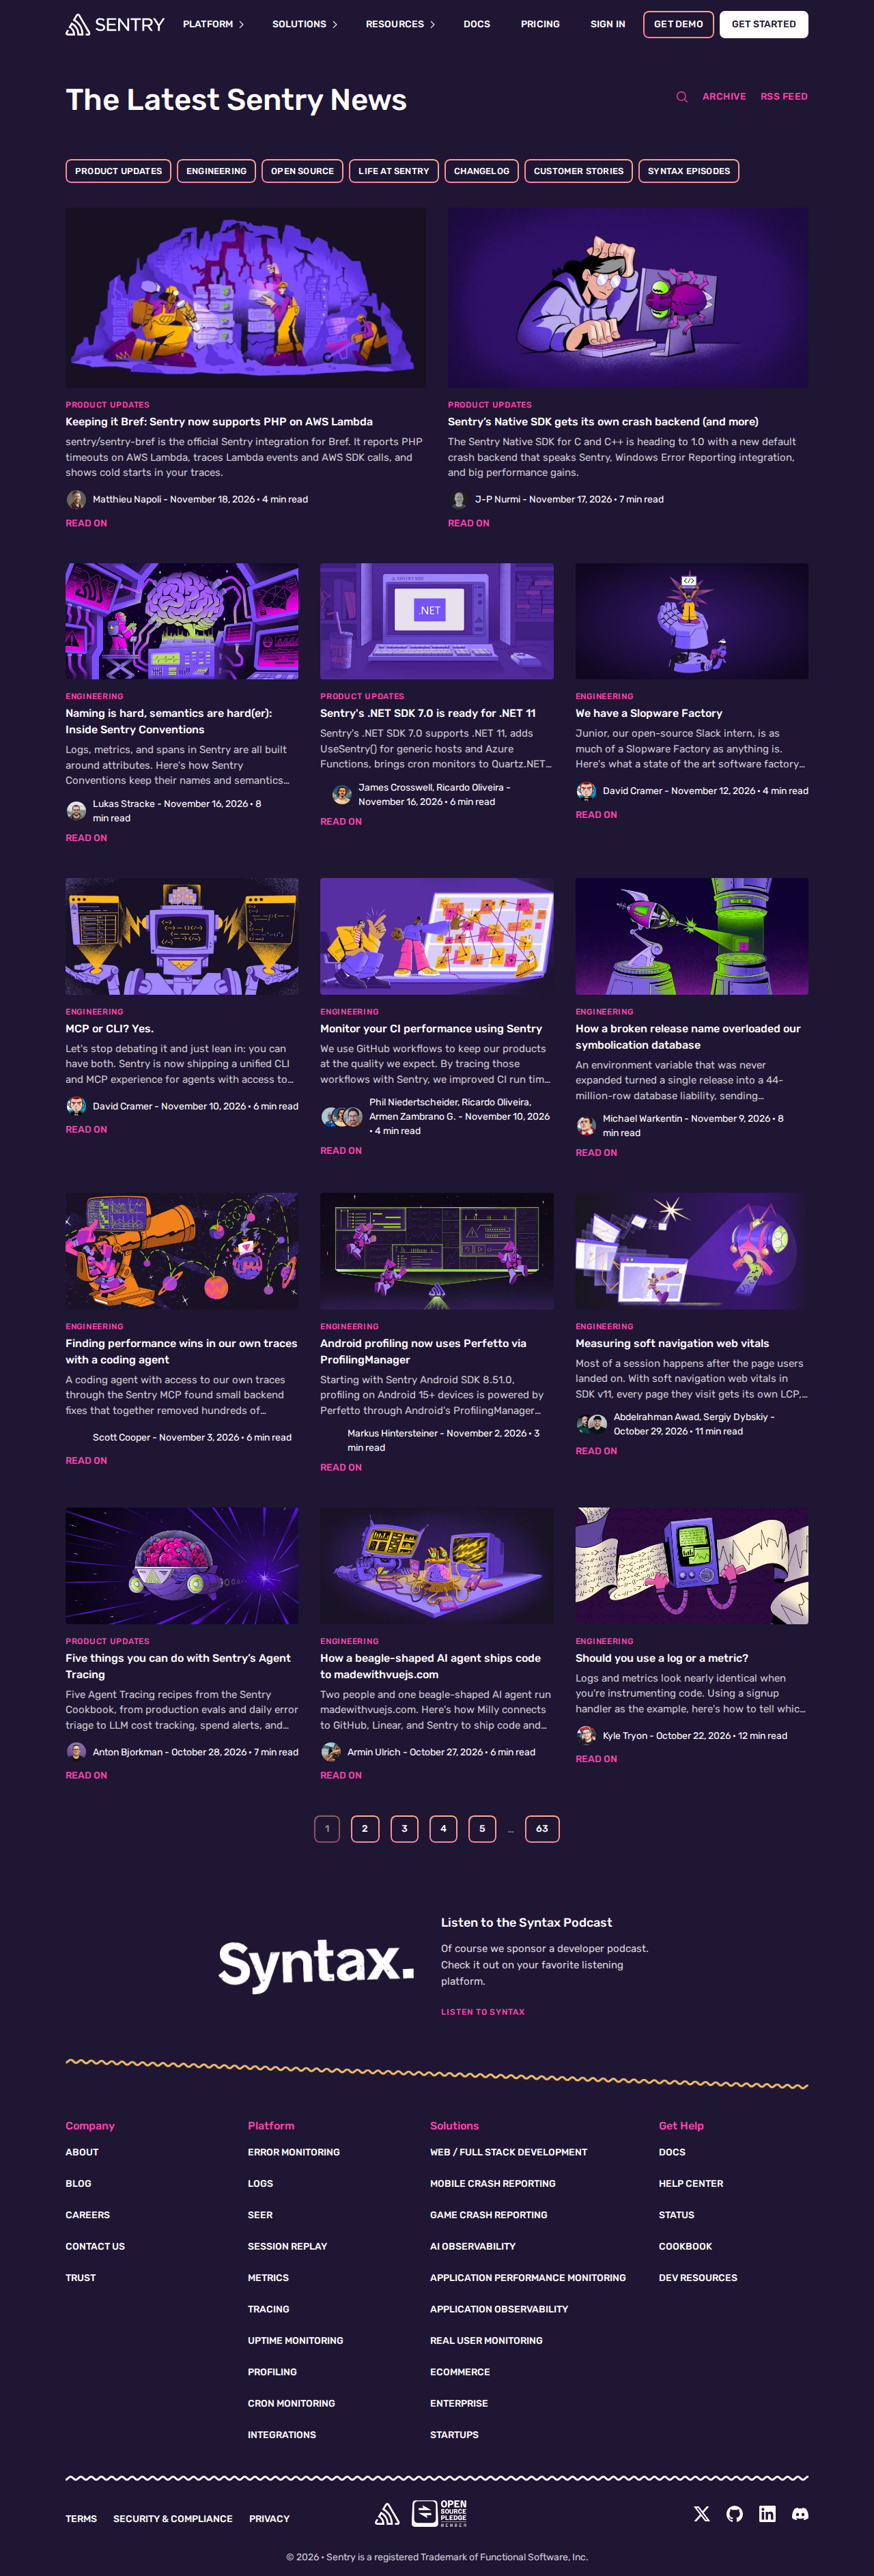 SENTRY
PLATFORM
SOLUTIONS
RESOURCES
DOCS
PRICING
SIGN IN
GET DEMO
GET STARTED
The Latest Sentry News
ARCHIVE
RSS FEED
PRODUCT UPDATES
ENGINEERING
OPEN SOURCE
LIFE AT SENTRY
CHANGELOG
CUSTOMER STORIES
SYNTAX EPISODES
PRODUCT UPDATES
Keeping it Bref: Sentry now supports PHP on AWS Lambda
sentry/sentry-bref is the official Sentry integration for Bref. It reports PHP
timeouts on AWS Lambda, traces Lambda events and AWS SDK calls, and
shows cold starts in your traces.
Matthieu Napoli - November 18, 2026 • 4 min read
READ ON
PRODUCT UPDATES
Sentry’s Native SDK gets its own crash backend (and more)
The Sentry Native SDK for C and C++ is heading to 1.0 with a new default
crash backend that speaks Sentry, Windows Error Reporting integration,
and big performance gains.
J-P Nurmi - November 17, 2026 • 7 min read
READ ON
ENGINEERING
Naming is hard, semantics are hard(er):
Inside Sentry Conventions
Logs, metrics, and spans in Sentry are all built
around attributes. Here's how Sentry
Conventions keep their names and semantics…
Lukas Stracke - November 16, 2026 • 8
min read
READ ON
.NET
PRODUCT UPDATES
Sentry's .NET SDK 7.0 is ready for .NET 11
Sentry's .NET SDK 7.0 supports .NET 11, adds
UseSentry() for generic hosts and Azure
Functions, brings cron monitors to Quartz.NET…
James Crosswell, Ricardo Oliveira -
November 16, 2026 • 6 min read
READ ON
</>
ENGINEERING
We have a Slopware Factory
Junior, our open-source Slack intern, is as
much of a Slopware Factory as anything is.
Here's what a state of the art software factory…
David Cramer - November 12, 2026 • 4 min read
READ ON
ENGINEERING
MCP or CLI? Yes.
Let's stop debating it and just lean in: you can
have both. Sentry is now shipping a unified CLI
and MCP experience for agents with access to…
David Cramer - November 10, 2026 • 6 min read
READ ON
ENGINEERING
Monitor your CI performance using Sentry
We use GitHub workflows to keep our products
at the quality we expect. By tracing those
workflows with Sentry, we improved CI run tim…
Phil Niedertscheider, Ricardo Oliveira,
Armen Zambrano G. - November 10, 2026
• 4 min read
READ ON
ENGINEERING
How a broken release name overloaded our
symbolication database
An environment variable that was never
expanded turned a single release into a 44-
million-row database liability, sending…
Michael Warkentin - November 9, 2026 • 8
min read
READ ON
ENGINEERING
Finding performance wins in our own traces
with a coding agent
A coding agent with access to our own traces
through the Sentry MCP found small backend
fixes that together removed hundreds of…
Scott Cooper - November 3, 2026 • 6 min read
READ ON
ENGINEERING
Android profiling now uses Perfetto via
ProfilingManager
Starting with Sentry Android SDK 8.51.0,
profiling on Android 15+ devices is powered by
Perfetto through Android's ProfilingManager…
Markus Hintersteiner - November 2, 2026 • 3
min read
READ ON
ENGINEERING
Measuring soft navigation web vitals
Most of a session happens after the page users
landed on. With soft navigation web vitals in
SDK v11, every page they visit gets its own LCP,…
Abdelrahman Awad, Sergiy Dybskiy -
October 29, 2026 • 11 min read
READ ON
PRODUCT UPDATES
Five things you can do with Sentry’s Agent
Tracing
Five Agent Tracing recipes from the Sentry
Cookbook, from production evals and daily error
triage to LLM cost tracking, spend alerts, and…
Anton Bjorkman - October 28, 2026 • 7 min read
READ ON
ENGINEERING
How a beagle-shaped AI agent ships code
to madewithvuejs.com
Two people and one beagle-shaped AI agent run
madewithvuejs.com. Here's how Milly connects
to GitHub, Linear, and Sentry to ship code and…
Armin Ulrich - October 27, 2026 • 6 min read
READ ON
ENGINEERING
Should you use a log or a metric?
Logs and metrics look nearly identical when
you're instrumenting code. Using a signup
handler as the example, here's how to tell whic…
Kyle Tryon - October 22, 2026 • 12 min read
READ ON
1
2
3
4
5
…
63
Syntax.
Listen to the Syntax Podcast
Of course we sponsor a developer podcast.
Check it out on your favorite listening
platform.
LISTEN TO SYNTAX
Company
ABOUT
BLOG
CAREERS
CONTACT US
TRUST
Platform
ERROR MONITORING
LOGS
SEER
SESSION REPLAY
METRICS
TRACING
UPTIME MONITORING
PROFILING
CRON MONITORING
INTEGRATIONS
Solutions
WEB / FULL STACK DEVELOPMENT
MOBILE CRASH REPORTING
GAME CRASH REPORTING
AI OBSERVABILITY
APPLICATION PERFORMANCE MONITORING
APPLICATION OBSERVABILITY
REAL USER MONITORING
ECOMMERCE
ENTERPRISE
STARTUPS
Get Help
DOCS
HELP CENTER
STATUS
COOKBOOK
DEV RESOURCES
TERMS
SECURITY & COMPLIANCE
PRIVACY
OPEN
SOURCE
PLEDGE
MEMBER
© 2026 • Sentry is a registered Trademark of Functional Software, Inc.